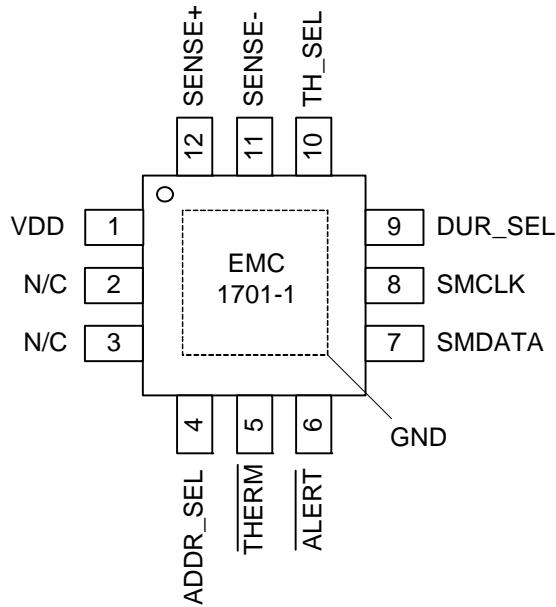 SENSE+
SENSE-
TH_SEL
12
11
10
VDD
1
EMC
1701-1
9
DUR_SEL
N/C
2
8
SMCLK
N/C
3
7
SMDATA
4
5
6
GND
ADDR_SEL
THERM
ALERT